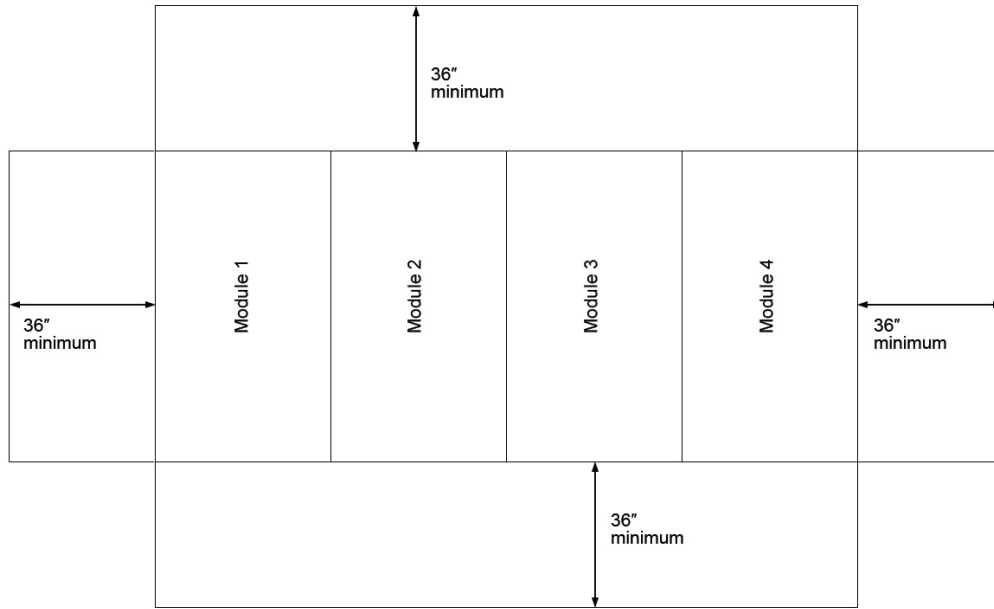 36″
minimum
Module 1
Module 2
Module 3
Module 4
36″
minimum
36″
minimum
36″
minimum